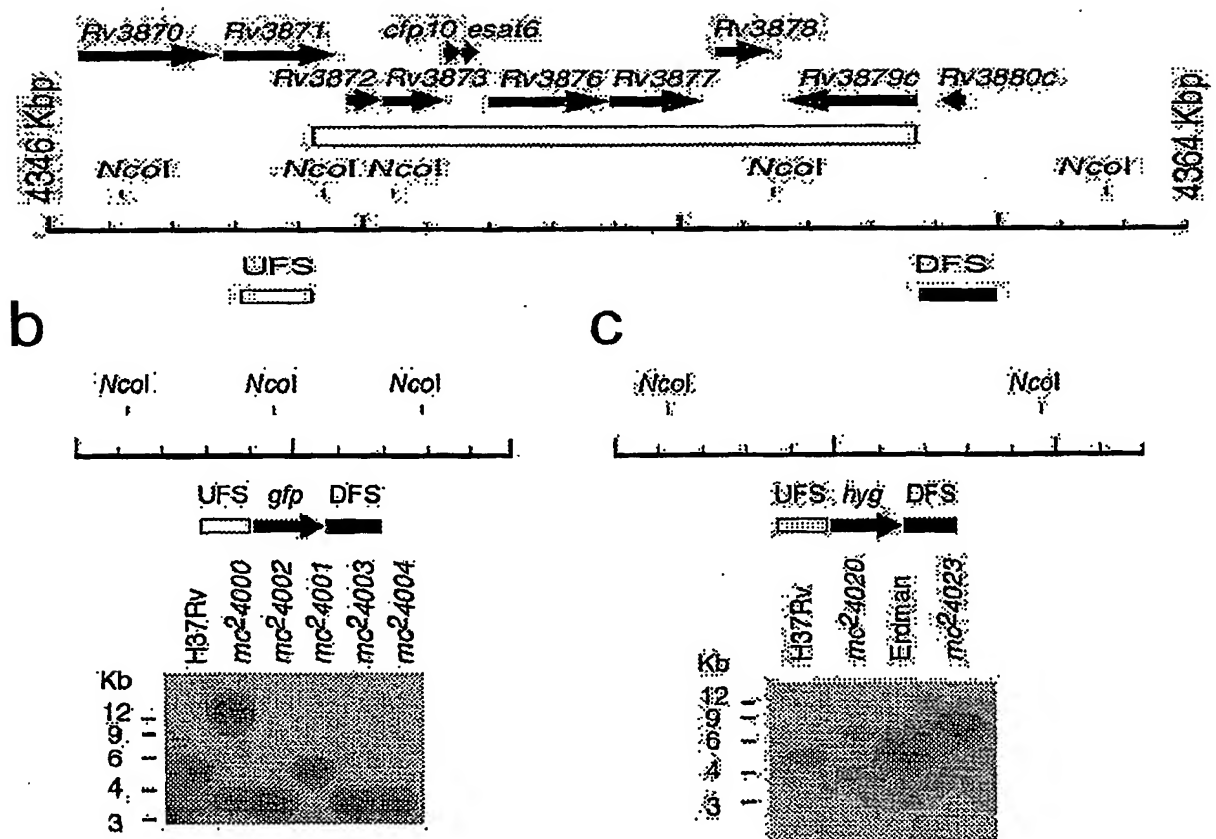 Rv3870 Rv3871 cfp10 esat6 Rv3878
Rv3872 Rv3873 Rv3876 Rv3877 Rv3879c Rv3880c
4346 Kbp
4364 Kbp
NcoI NcoI NcoI NcoI NcoI
UFS DFS
b
NcoI NcoI NcoI
UFS gfp DFS
H37Rv
mc²4000
mc²4002
mc²4001
mc²4003
mc²4004
Kb
12
9
6
4
3
c
NcoI NcoI
UFS hyg DFS
H37Rv
mc²4020
Erdman
mc²4023
Kb
12
9
6
4
3